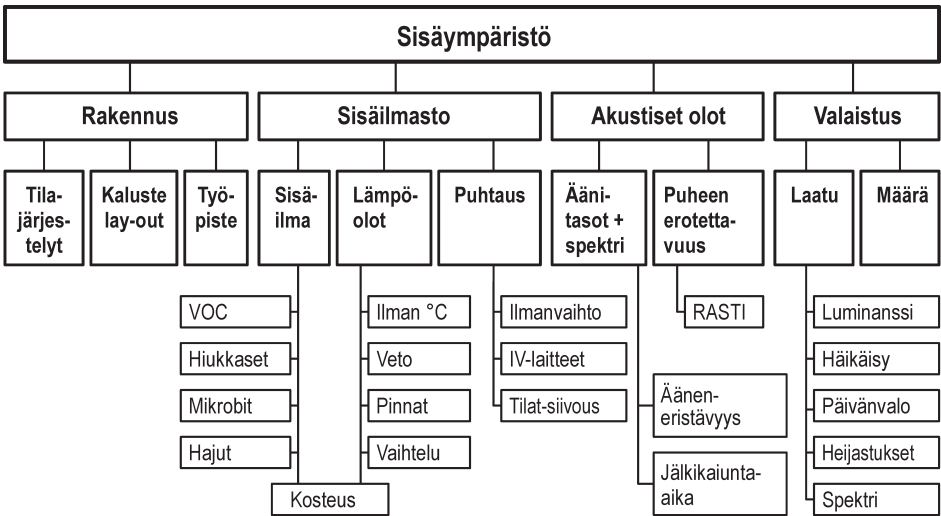 Sisäympäristö
Rakennus
Sisäilmasto
Akustiset olot
Valaistus
Tila-
järjes-
telyt
Kaluste
lay-out
Työ-
piste
Sisä-
ilma
Lämpö-
olot
Puhtaus
Ääni-
tasot +
spektri
Puheen
erotetta-
vuus
Laatu
Määrä
VOC
Hiukkaset
Mikrobit
Hajut
Kosteus
Ilman °C
Veto
Pinnat
Vaihtelu
Ilmanvaihto
IV-laitteet
Tilat-siivous
RASTI
Äänen-
eristävyys
Jälkikaiunta-
aika
Luminanssi
Häikäisy
Päivänvalo
Heijastukset
Spektri